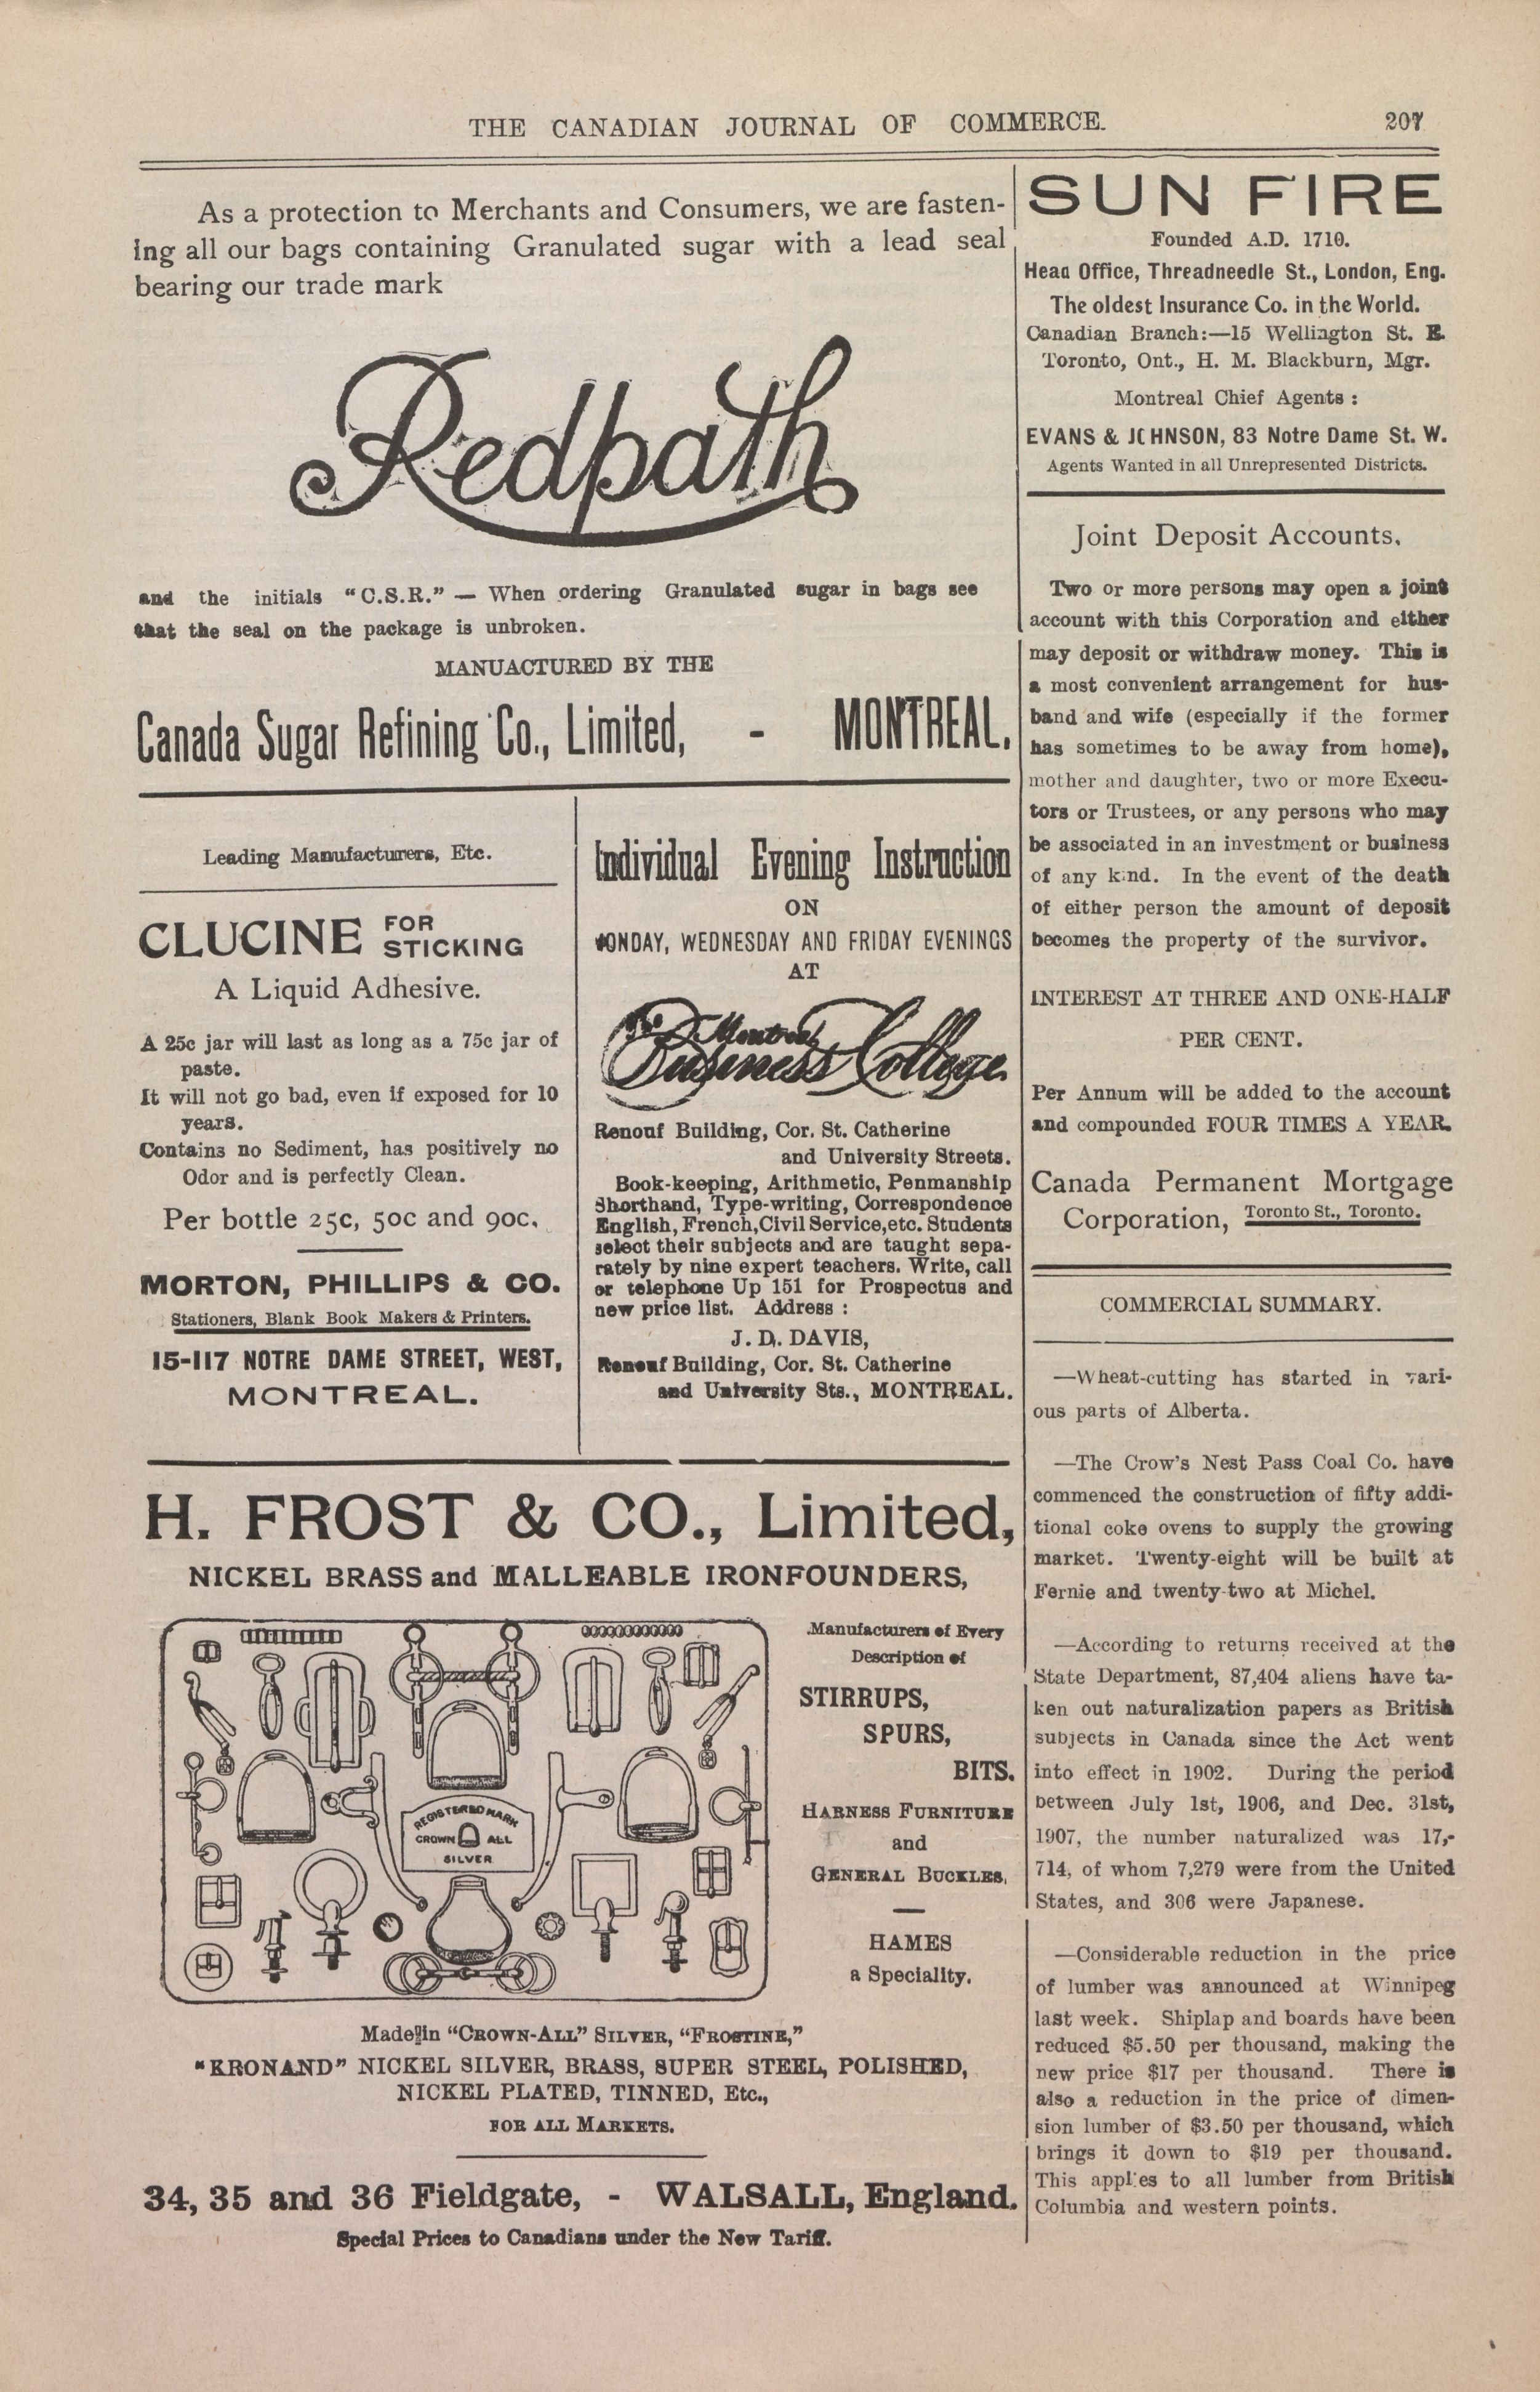 THE CANADIAN JOURNAL OF COMMERCE.
207
As a protection to Merchants and Consumers, we are fasten-
ing all our bags containing Granulated sugar with a lead seal
bearing our trade mark
Redpath
and the initials "C.S.R." — When ordering Granulated sugar in bags see
that the seal on the package is unbroken.
MANUACTURED BY THE
Canada Sugar Refining Co., Limited, - MONTREAL.
Leading Manufacturers, Etc.
CLUCINE FOR
STICKING
A Liquid Adhesive.
A 25c jar will last as long as a 75c jar of
paste.
It will not go bad, even if exposed for 10
years.
Contains no Sediment, has positively no
Odor and is perfectly Clean.
Per bottle 25c, 50c and 90c.
MORTON, PHILLIPS & CO.
Stationers, Blank Book Makers & Printers.
15-117 NOTRE DAME STREET, WEST,
MONTREAL.
Individual Evening Instruction
ON
MONDAY, WEDNESDAY AND FRIDAY EVENINGS
AT
Montreal
Business College
Renouf Building, Cor. St. Catherine
and University Streets.
Book-keeping, Arithmetic, Penmanship
Shorthand, Type-writing, Correspondence
English, French, Civil Service, etc. Students
select their subjects and are taught sepa-
rately by nine expert teachers. Write, call
or telephone Up 151 for Prospectus and
new price list. Address :
J. D. DAVIS,
Renouf Building, Cor. St. Catherine
and University Sts., MONTREAL.
H. FROST & CO., Limited,
NICKEL BRASS and MALLEABLE IRONFOUNDERS,
REGISTERED MARK
CROWN ALL
SILVER
Manufacturers of Every
Description of
STIRRUPS,
SPURS,
BITS.
HARNESS FURNITURE
and
GENERAL BUCKLES,
HAMES
a Speciality.
Made in "CROWN-ALL" SILVER, "FROSTINE,"
"KRONAND" NICKEL SILVER, BRASS, SUPER STEEL, POLISHED,
NICKEL PLATED, TINNED, Etc.,
FOR ALL MARKETS.
34, 35 and 36 Fieldgate, - WALSALL, England.
Special Prices to Canadians under the New Tariff.
SUN FIRE
Founded A.D. 1710.
Head Office, Threadneedle St., London, Eng.
The oldest Insurance Co. in the World.
Canadian Branch:—15 Wellington St. E.
Toronto, Ont., H. M. Blackburn, Mgr.
Montreal Chief Agents :
EVANS & JOHNSON, 83 Notre Dame St. W.
Agents Wanted in all Unrepresented Districts.
Joint Deposit Accounts.
Two or more persons may open a joint
account with this Corporation and either
may deposit or withdraw money. This is
a most convenient arrangement for hus-
band and wife (especially if the former
has sometimes to be away from home),
mother and daughter, two or more Execu-
tors or Trustees, or any persons who may
be associated in an investment or business
of any kind. In the event of the death
of either person the amount of deposit
becomes the property of the survivor.
INTEREST AT THREE AND ONE-HALF
PER CENT.
Per Annum will be added to the account
and compounded FOUR TIMES A YEAR.
Canada Permanent Mortgage
Corporation, Toronto St., Toronto.
COMMERCIAL SUMMARY.
—Wheat-cutting has started in vari-
ous parts of Alberta.
—The Crow's Nest Pass Coal Co. have
commenced the construction of fifty addi-
tional coke ovens to supply the growing
market. Twenty-eight will be built at
Fernie and twenty-two at Michel.
—According to returns received at the
State Department, 87,404 aliens have ta-
ken out naturalization papers as British
subjects in Canada since the Act went
into effect in 1902. During the period
between July 1st, 1906, and Dec. 31st,
1907, the number naturalized was 17,-
714, of whom 7,279 were from the United
States, and 306 were Japanese.
—Considerable reduction in the price
of lumber was announced at Winnipeg
last week. Shiplap and boards have been
reduced $5.50 per thousand, making the
new price $17 per thousand. There is
also a reduction in the price of dimen-
sion lumber of $3.50 per thousand, which
brings it down to $19 per thousand.
This applies to all lumber from British
Columbia and western points.